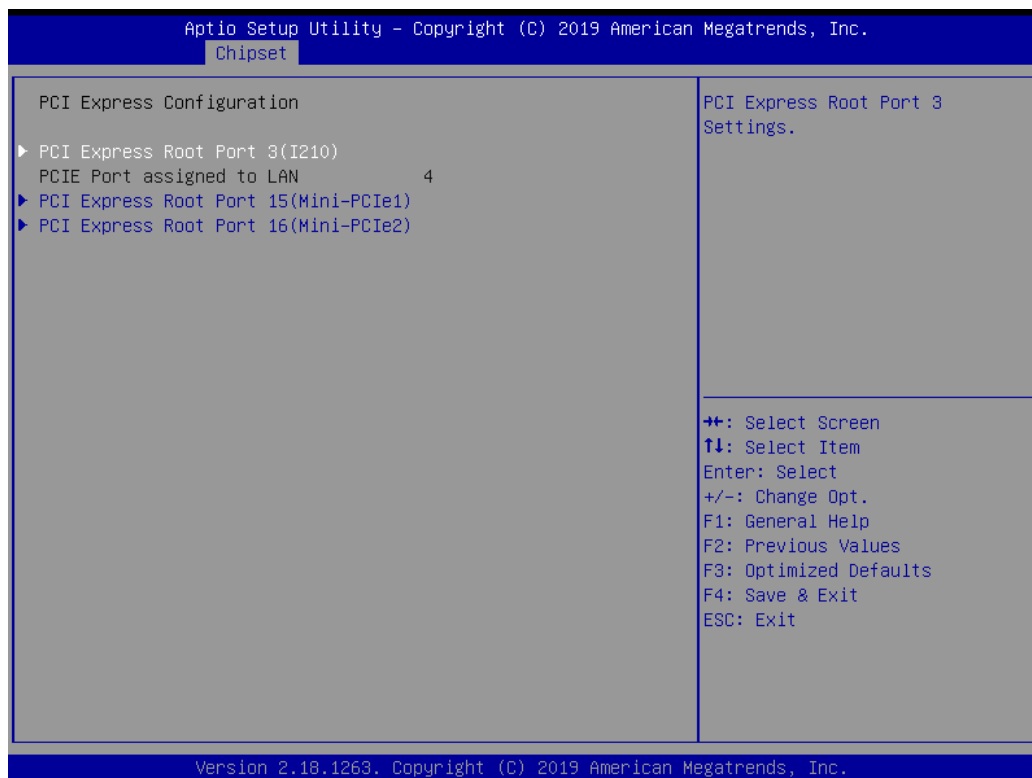 Aptio Setup Utility – Copyright (C) 2019 American Megatrends, Inc.
Chipset
PCI Express Configuration
PCI Express Root Port 3(I210)
PCIE Port assigned to LAN 4
PCI Express Root Port 15(Mini-PCIe1)
PCI Express Root Port 16(Mini-PCIe2)
PCI Express Root Port 3
Settings.
→←: Select Screen
↑↓: Select Item
Enter: Select
+/-: Change Opt.
F1: General Help
F2: Previous Values
F3: Optimized Defaults
F4: Save & Exit
ESC: Exit
Version 2.18.1263. Copyright (C) 2019 American Megatrends, Inc.